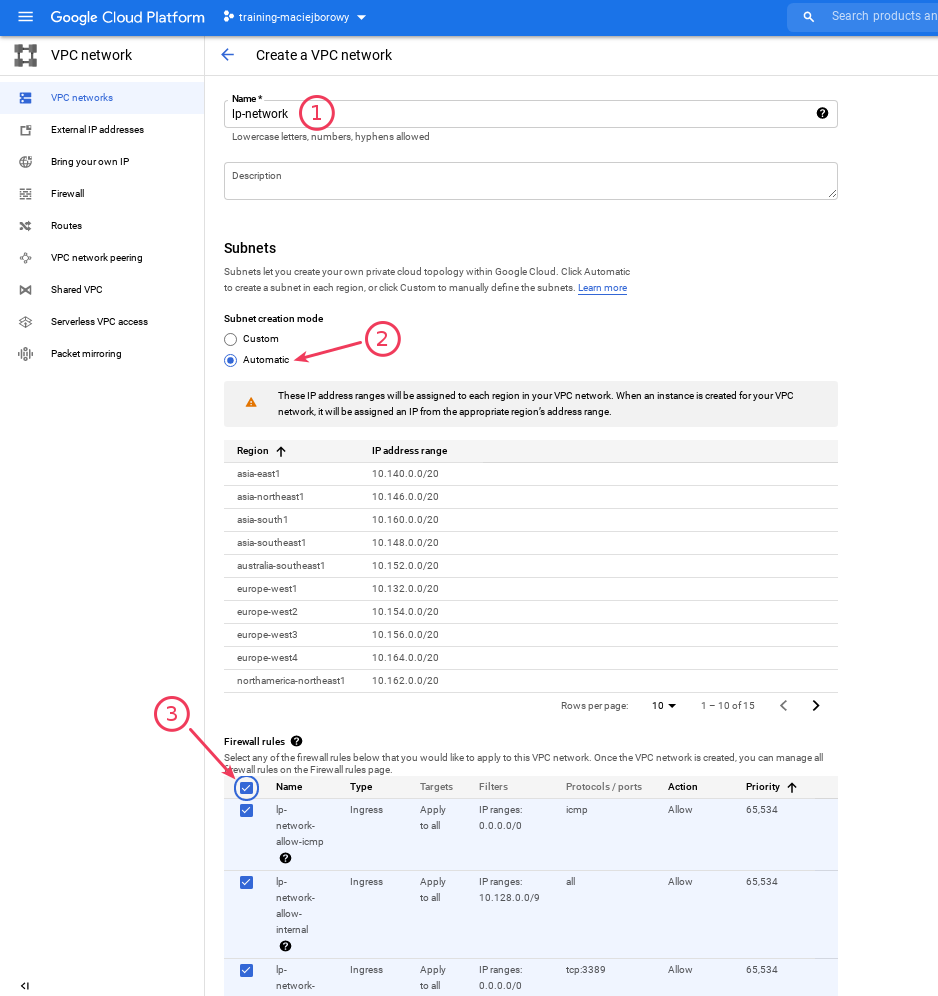 Google Cloud Platform
training-maciejborowy
Search products an
VPC network
Create a VPC network
VPC networks
External IP addresses
Bring your own IP
Firewall
Routes
VPC network peering
Shared VPC
Serverless VPC access
Packet mirroring
Name *
lp-network
1
Lowercase letters, numbers, hyphens allowed
Description
Subnets
Subnets let you create your own private cloud topology within Google Cloud. Click Automatic
to create a subnet in each region, or click Custom to manually define the subnets. Learn more
Subnet creation mode
Custom
2
Automatic
These IP address ranges will be assigned to each region in your VPC network. When an instance is created for your VPC
network, it will be assigned an IP from the appropriate region's address range.
Region IP address range
asia-east1 10.140.0.0/20
asia-northeast1 10.146.0.0/20
asia-south1 10.160.0.0/20
asia-southeast1 10.148.0.0/20
australia-southeast1 10.152.0.0/20
europe-west1 10.132.0.0/20
europe-west2 10.154.0.0/20
europe-west3 10.156.0.0/20
europe-west4 10.164.0.0/20
northamerica-northeast1 10.162.0.0/20
Rows per page: 10 1 – 10 of 15
3
Firewall rules
Select any of the firewall rules below that you would like to apply to this VPC network. Once the VPC network is created, you can manage all
firewall rules on the Firewall rules page.
Name Type Targets Filters Protocols / ports Action Priority
lp- Ingress Apply IP ranges: icmp Allow 65,534
network- to all 0.0.0.0/0
allow-icmp
lp- Ingress Apply IP ranges: all Allow 65,534
network- to all 10.128.0.0/9
allow-
internal
lp- Ingress Apply IP ranges: tcp:3389 Allow 65,534
network- to all 0.0.0.0/0